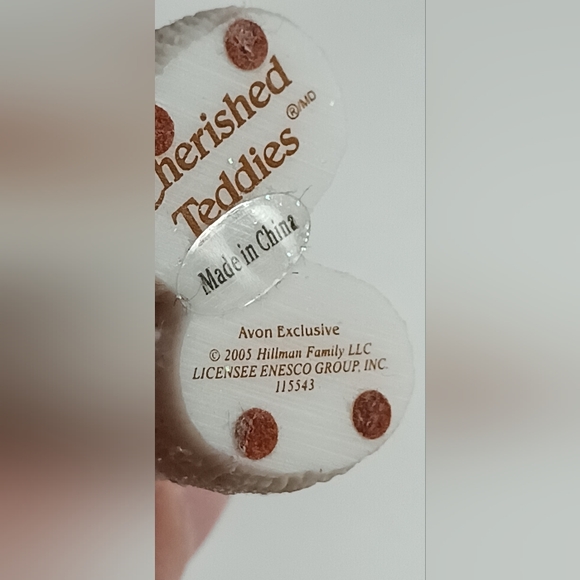 herished
Teddies ®/MD
Made in China
Avon Exclusive
© 2005 Hillman Family LLC
LICENSEE ENESCO GROUP, INC.
115543